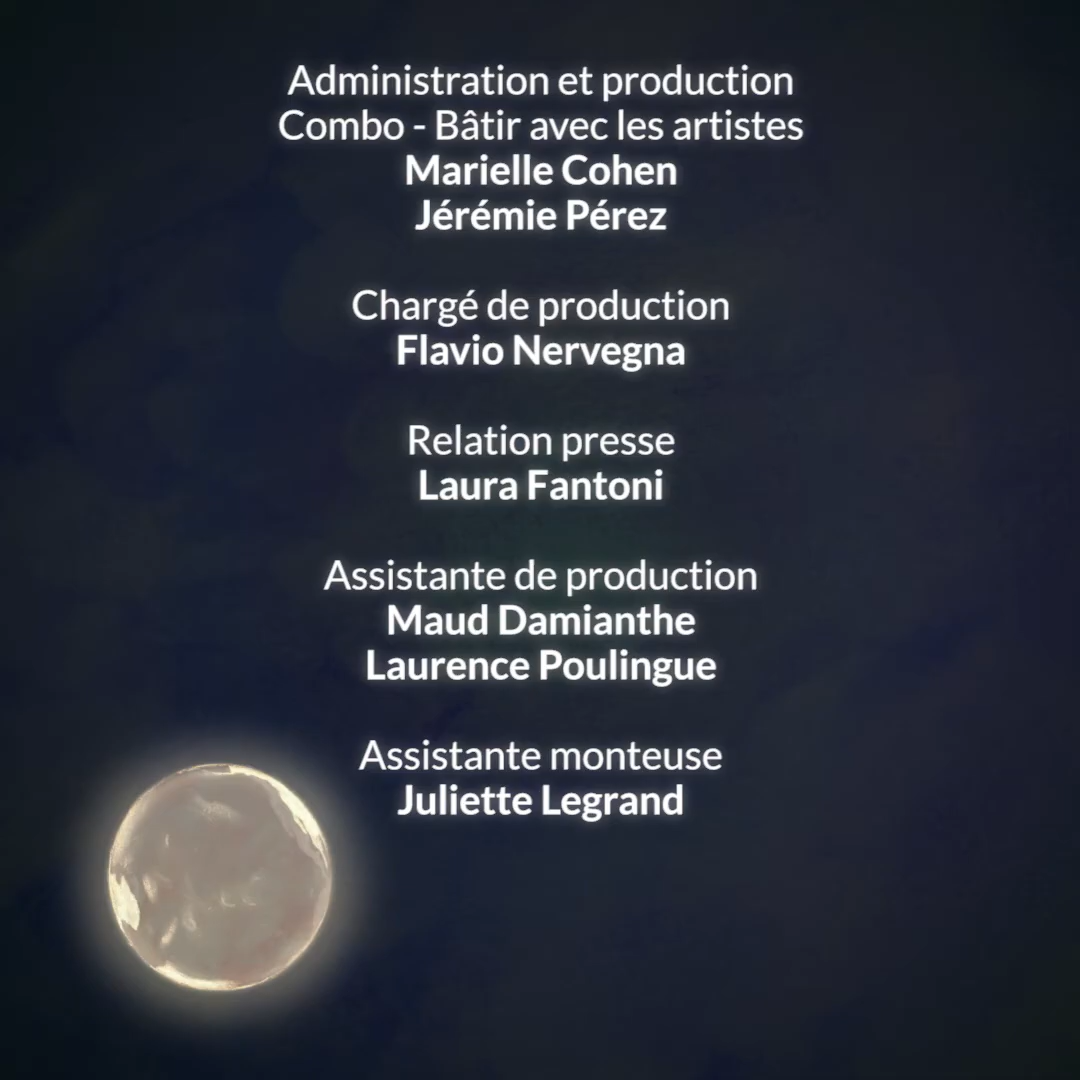 Administration et production
Combo - Bâtir avec les artistes
Marielle Cohen
Jérémie Pérez
Chargé de production
Flavio Nervegna
Relation presse
Laura Fantoni
Assistante de production
Maud Damianthe
Laurence Poulingue
Assistante monteuse
Juliette Legrand